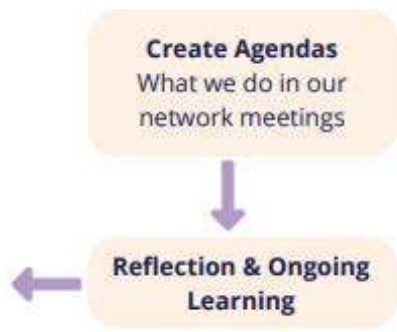 Create Agendas
What we do in our
network meetings
Reflection & Ongoing
Learning